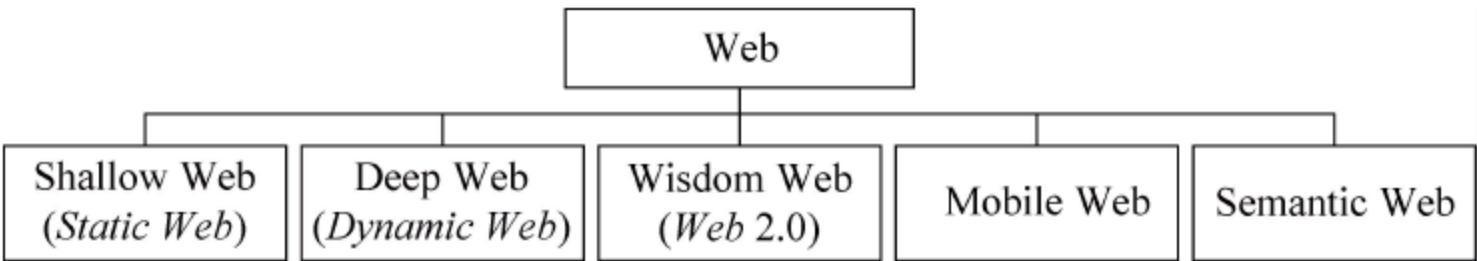 Web
Shallow Web
(Static Web)
Deep Web
(Dynamic Web)
Wisdom Web
(Web 2.0)
Mobile Web
Semantic Web